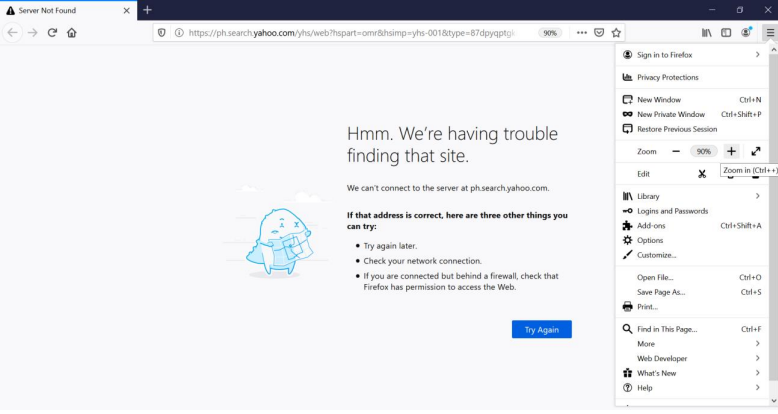 Server Not Found
https://ph.search.yahoo.com/yhs/web?hspart=omr&hsimp=yhs-001&type=87dpyqptgl
90%
Hmm. We're having trouble
finding that site.
We can't connect to the server at ph.search.yahoo.com.
If that address is correct, here are three other things you
can try:
Try again later.
Check your network connection.
If you are connected but behind a firewall, check that
Firefox has permission to access the Web.
Try Again
Sign in to Firefox
Privacy Protections
New Window Ctrl+N
New Private Window Ctrl+Shift+P
Restore Previous Session
Zoom 90%
Edit
Zoom in (Ctrl++)
Library
Logins and Passwords
Add-ons Ctrl+Shift+A
Options
Customize...
Open File... Ctrl+O
Save Page As... Ctrl+S
Print...
Find in This Page... Ctrl+F
More
Web Developer
What's New
Help